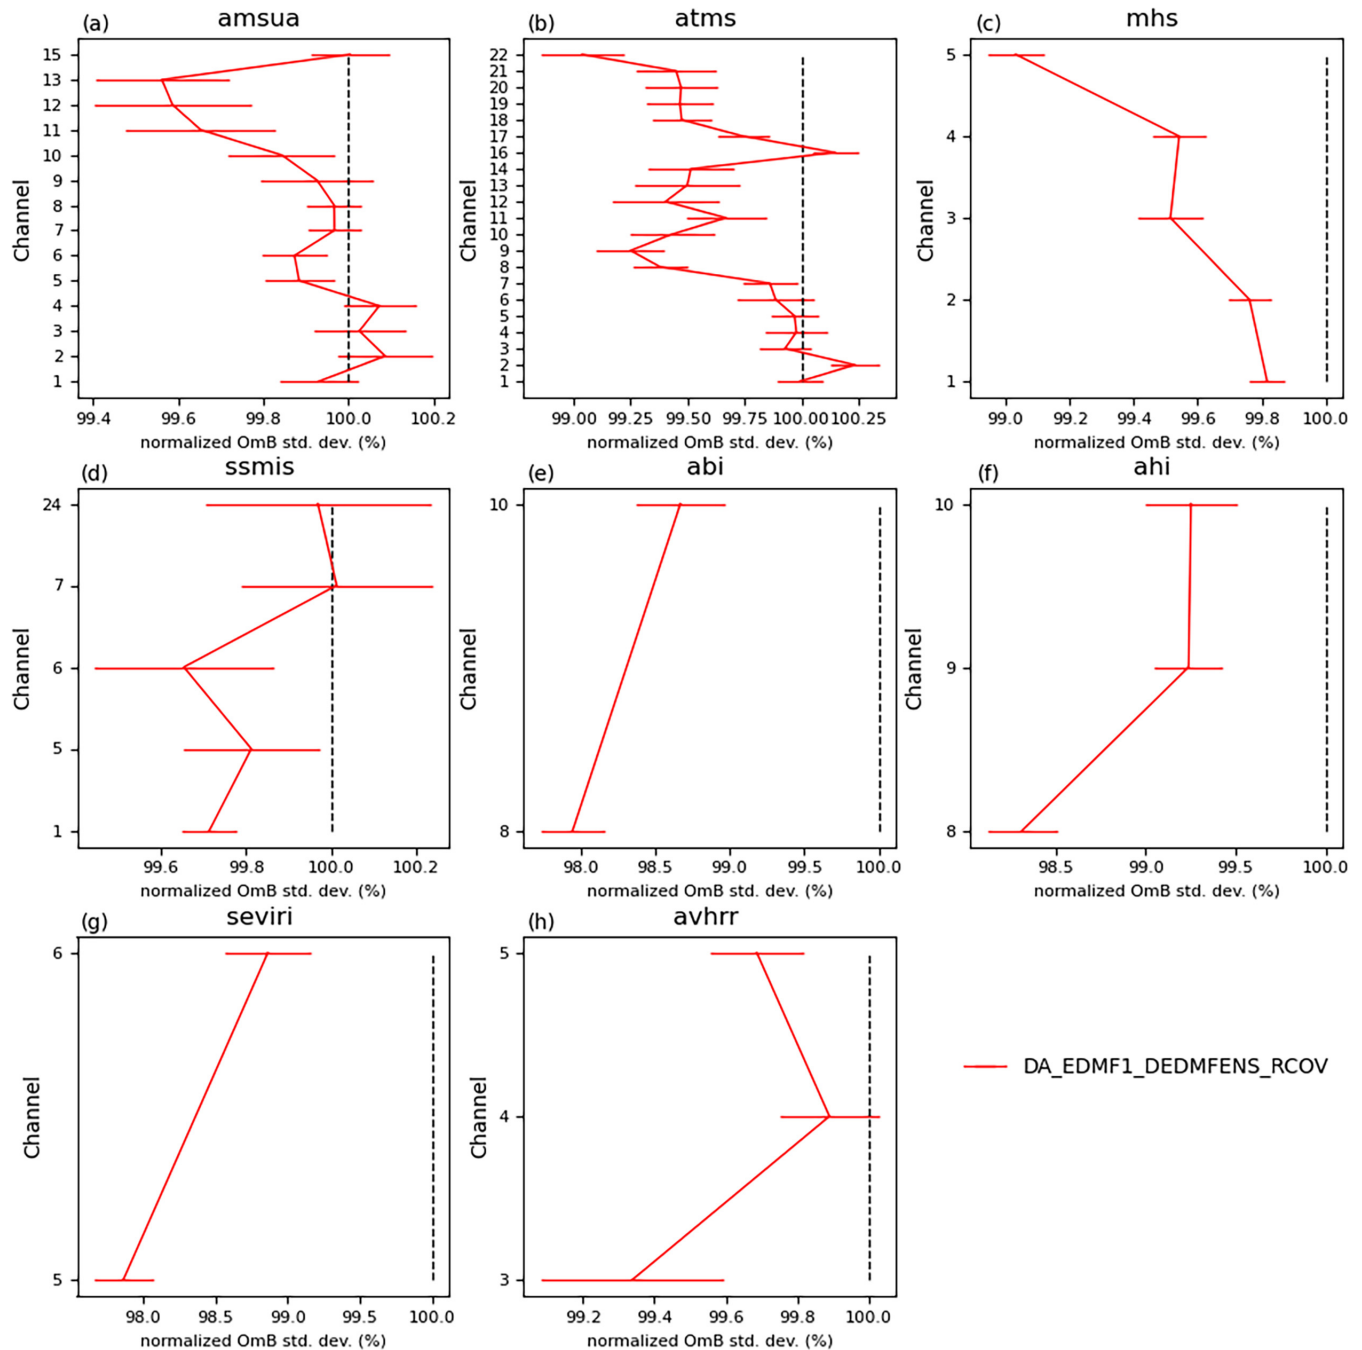 (a) amsua
15
13
12
11
10
9
8
7
6
5
4
3
2
1
Channel
99.4 99.6 99.8 100.0 100.2
normalized OmB std. dev. (%)
(b) atms
22
21
20
19
18
17
16
14
13
12
11
10
9
8
7
6
5
4
3
2
1
Channel
99.00 99.25 99.50 99.75 100.00 100.25
normalized OmB std. dev. (%)
(c) mhs
5
4
3
2
1
Channel
99.0 99.2 99.4 99.6 99.8 100.0
normalized OmB std. dev. (%)
(d) ssmis
24
7
6
5
1
Channel
99.6 99.8 100.0 100.2
normalized OmB std. dev. (%)
(e) abi
10
8
Channel
98.0 98.5 99.0 99.5 100.0
normalized OmB std. dev. (%)
(f) ahi
10
9
8
Channel
98.5 99.0 99.5 100.0
normalized OmB std. dev. (%)
(g) seviri
6
5
Channel
98.0 98.5 99.0 99.5 100.0
normalized OmB std. dev. (%)
(h) avhrr
5
4
3
Channel
99.2 99.4 99.6 99.8 100.0
normalized OmB std. dev. (%)
DA_EDMF1_DEDMFENS_RCOV